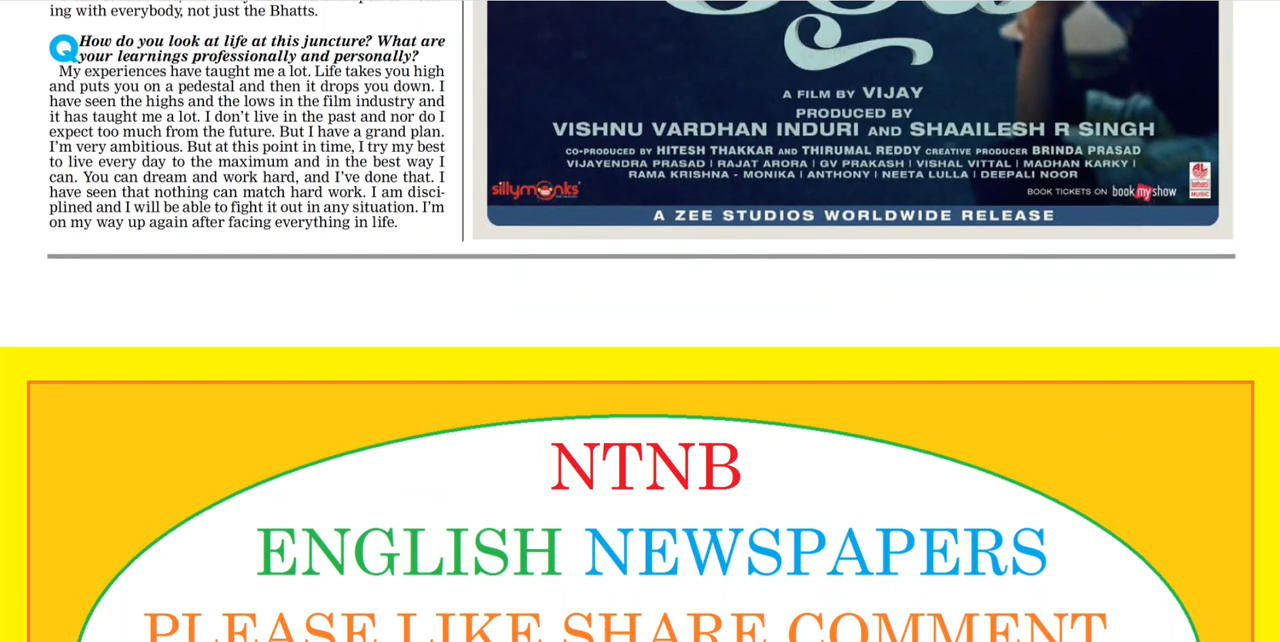 ing with everybody, not just the Bhatts.
Q How do you look at life at this juncture? What are
your learnings professionally and personally?
My experiences have taught me a lot. Life takes you high
and puts you on a pedestal and then it drops you down. I
have seen the highs and the lows in the film industry and
it has taught me a lot. I don't live in the past and nor do I
expect too much from the future. But I have a grand plan.
I'm very ambitious. But at this point in time, I try my best
to live every day to the maximum and in the best way I
can. You can dream and work hard, and I've done that. I
have seen that nothing can match hard work. I am disci-
plined and I will be able to fight it out in any situation. I'm
on my way up again after facing everything in life.
A FILM BY VIJAY
PRODUCED BY
VISHNU VARDHAN INDURI AND SHAAILESH R SINGH
CO-PRODUCED BY HITESH THAKKAR AND THIRUMAL REDDY CREATIVE PRODUCER BRINDA PRASAD
VIJAYENDRA PRASAD | RAJAT ARORA | GV PRAKASH | VISHAL VITTAL | MADHAN KARKY |
RAMA KRISHNA - MONIKA | ANTHONY | NEETA LULLA | DEEPALI NOOR
sillymonks
BOOK TICKETS ON bookmyshow
MUSIC
A ZEE STUDIOS WORLDWIDE RELEASE
NTNB
ENGLISH NEWSPAPERS
PLEASE LIKE SHARE COMMENT